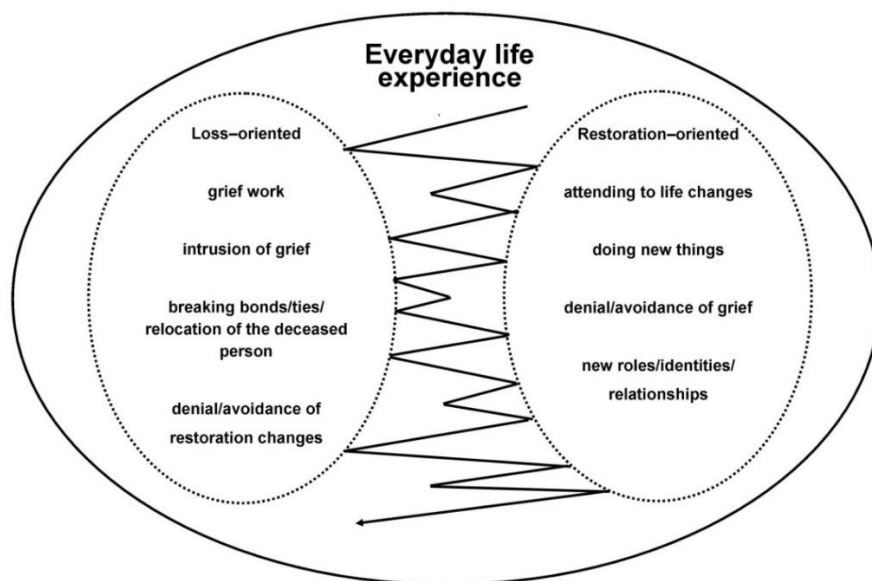 Everyday life
experience
Loss–oriented
grief work
intrusion of grief
breaking bonds/ties/
relocation of the deceased
person
denial/avoidance of
restoration changes
Restoration–oriented
attending to life changes
doing new things
denial/avoidance of grief
new roles/identities/
relationships